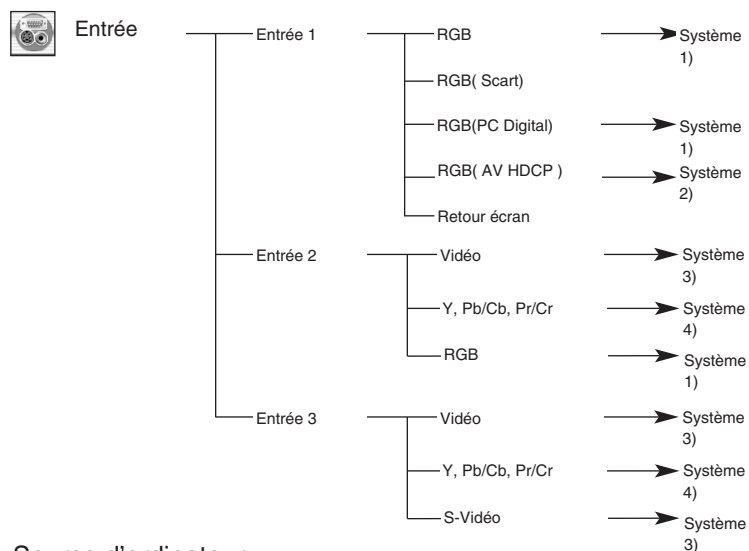 Entrée
Entrée 1
RGB
Système
1)
RGB( Scart)
RGB(PC Digital)
Système
1)
RGB( AV HDCP )
Système
2)
Retour écran
Entrée 2
Vidéo
Système
3)
Y, Pb/Cb, Pr/Cr
Système
4)
RGB
Système
1)
Entrée 3
Vidéo
Système
3)
Y, Pb/Cb, Pr/Cr
Système
4)
S-Vidéo
Système
3)
Source d'ordinateur